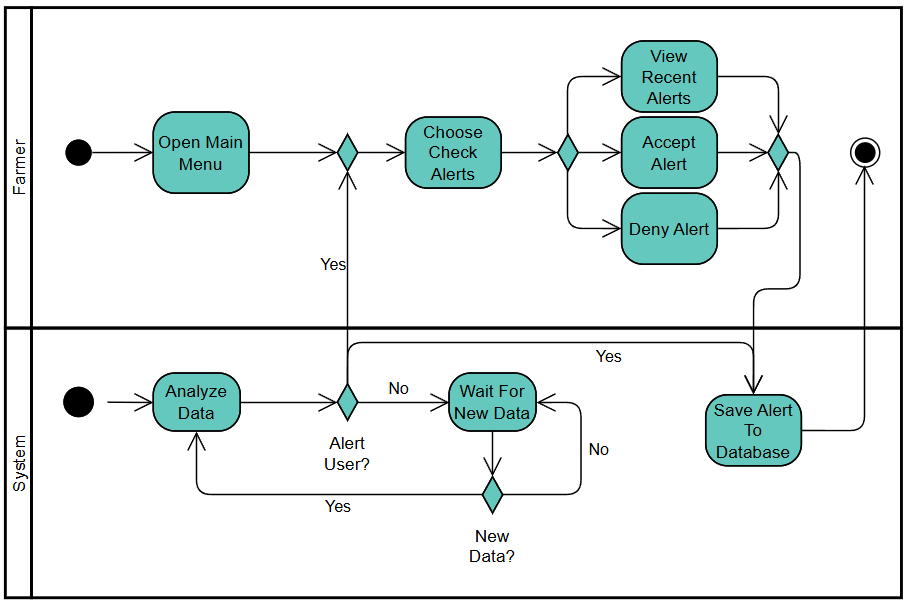 Farmer
Open Main
Menu
Choose
Check
Alerts
View
Recent
Alerts
Accept
Alert
Deny Alert
Yes
System
Analyze
Data
Alert
User?
No
Yes
Wait For
New Data
No
Yes
New
Data?
Save Alert
To
Database